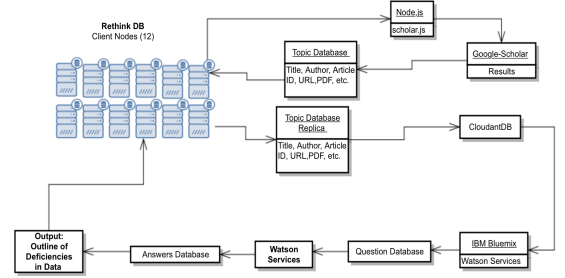 Rethink DB
Client Nodes (12)
Node.js
scholar.js
Google-Scholar
Results
Topic Database
Title, Author, Article
ID, URL,PDF, etc.
Topic Database
Replica
Title, Author, Article
ID, URL,PDF, etc.
CloudantDB
IBM Bluemix
Watson Services
Question Database
Watson
Services
Answers Database
Output:
Outline of
Deficiencies
in Data